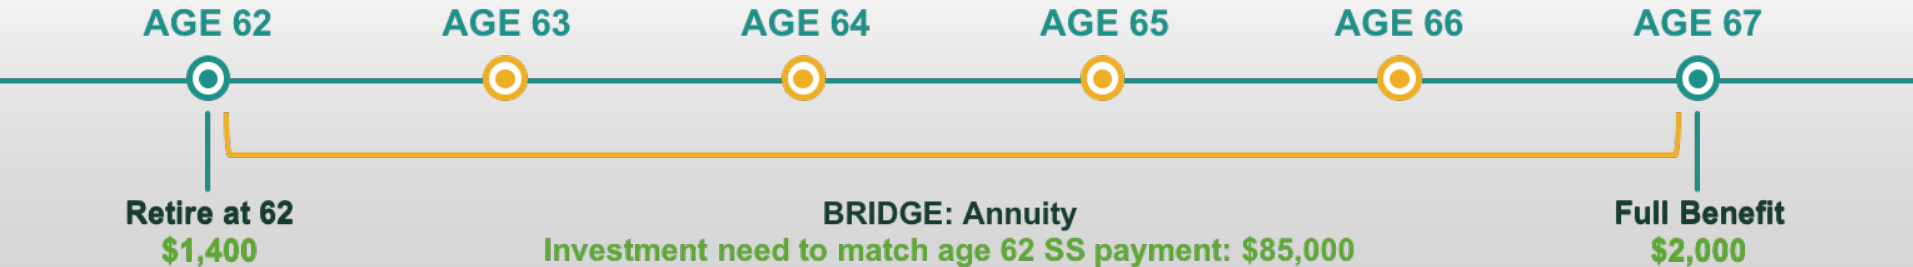 AGE 62 AGE 63 AGE 64 AGE 65 AGE 66 AGE 67
Retire at 62
$1,400
BRIDGE: Annuity
Investment need to match age 62 SS payment: $85,000
Full Benefit
$2,000